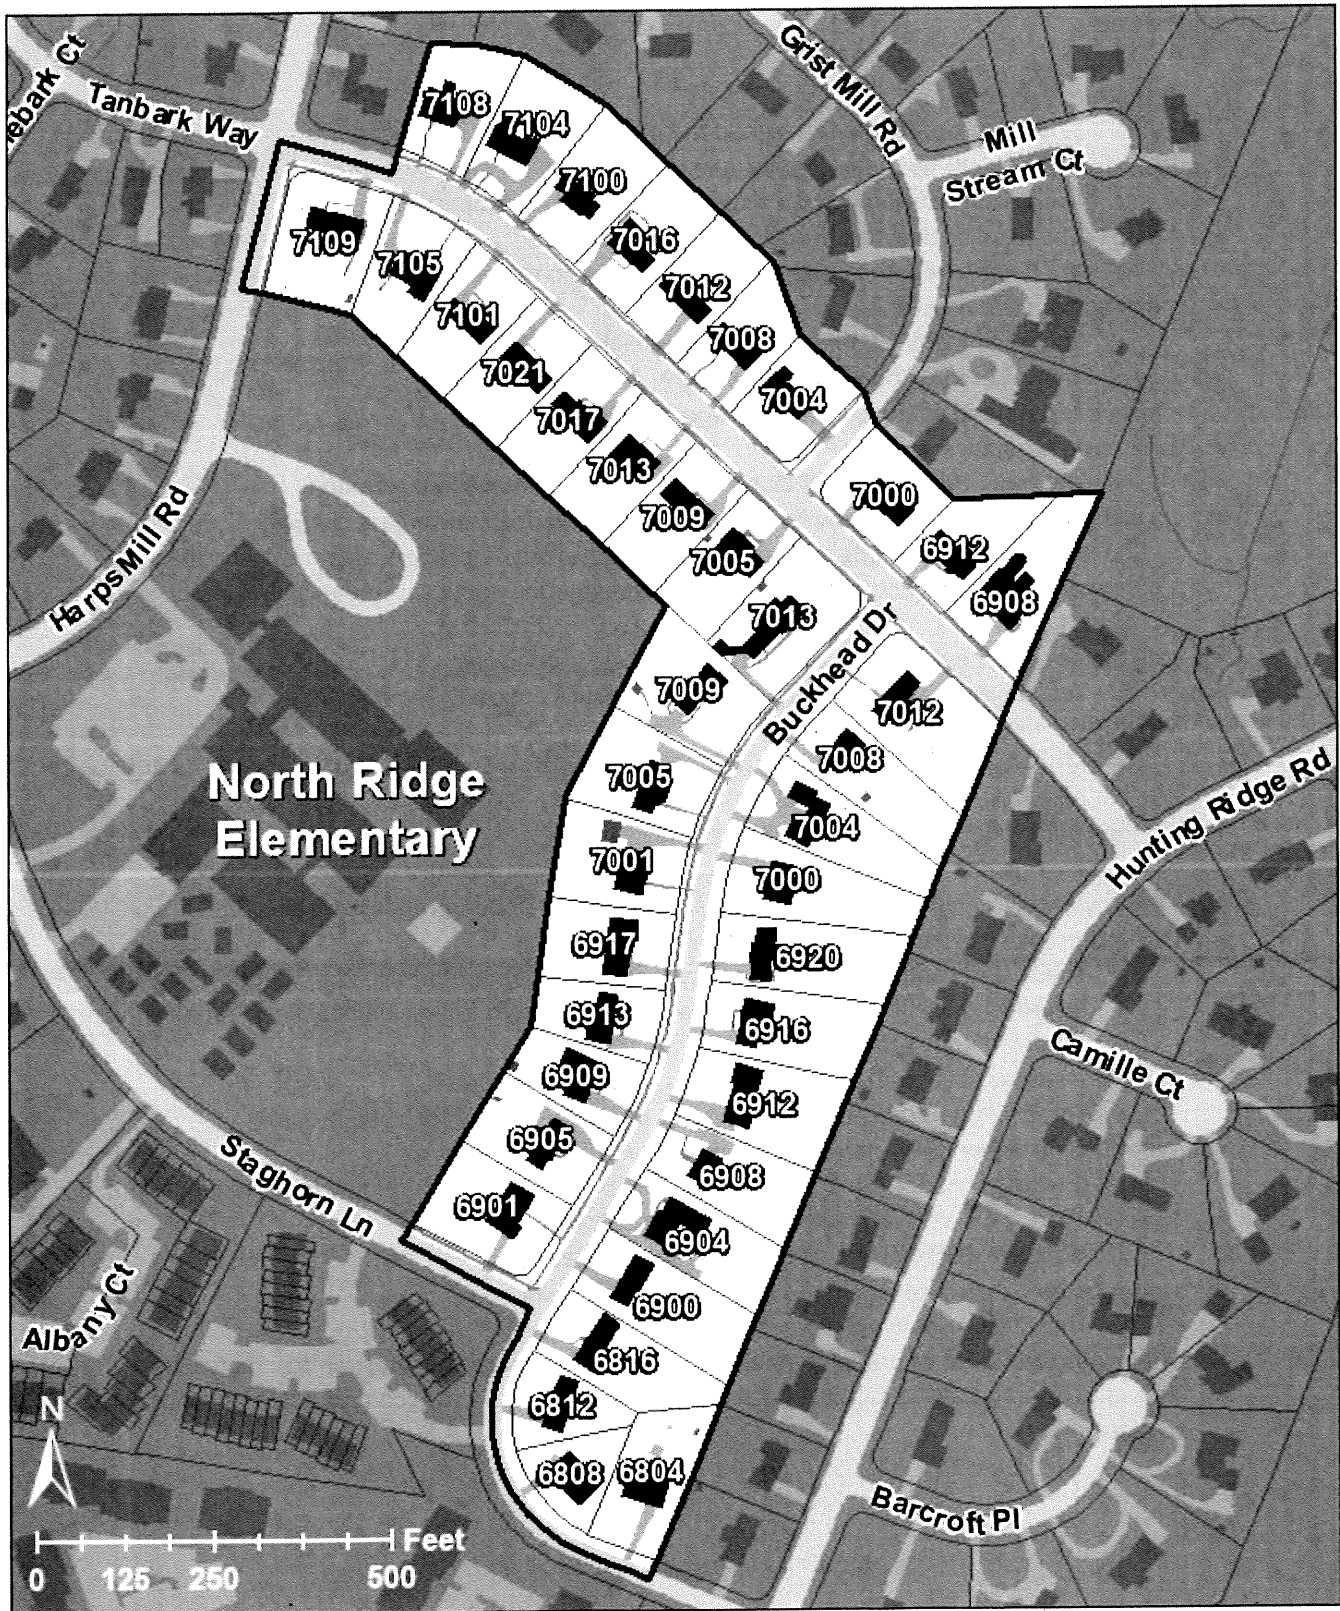 nebark Ct
Tanbark Way
Grist Mill Rd
Mill
Stream Ct
7108
7104
7100
7109
7105
7016
7012
7101
7008
7021
7004
7017
7013
7000
7009
6912
7005
6908
7013
Harps Mill Rd
Buckhead Dr
7009
7012
7008
7005
North Ridge
Elementary
7004
Hunting Ridge Rd
7001
7000
6917
6920
6913
6916
Camille Ct
6909
6912
6905
6908
Staghorn Ln
6901
6904
6900
Albany Ct
6816
6812
N
6808
6804
Barcroft Pl
Feet
0 125 250 500